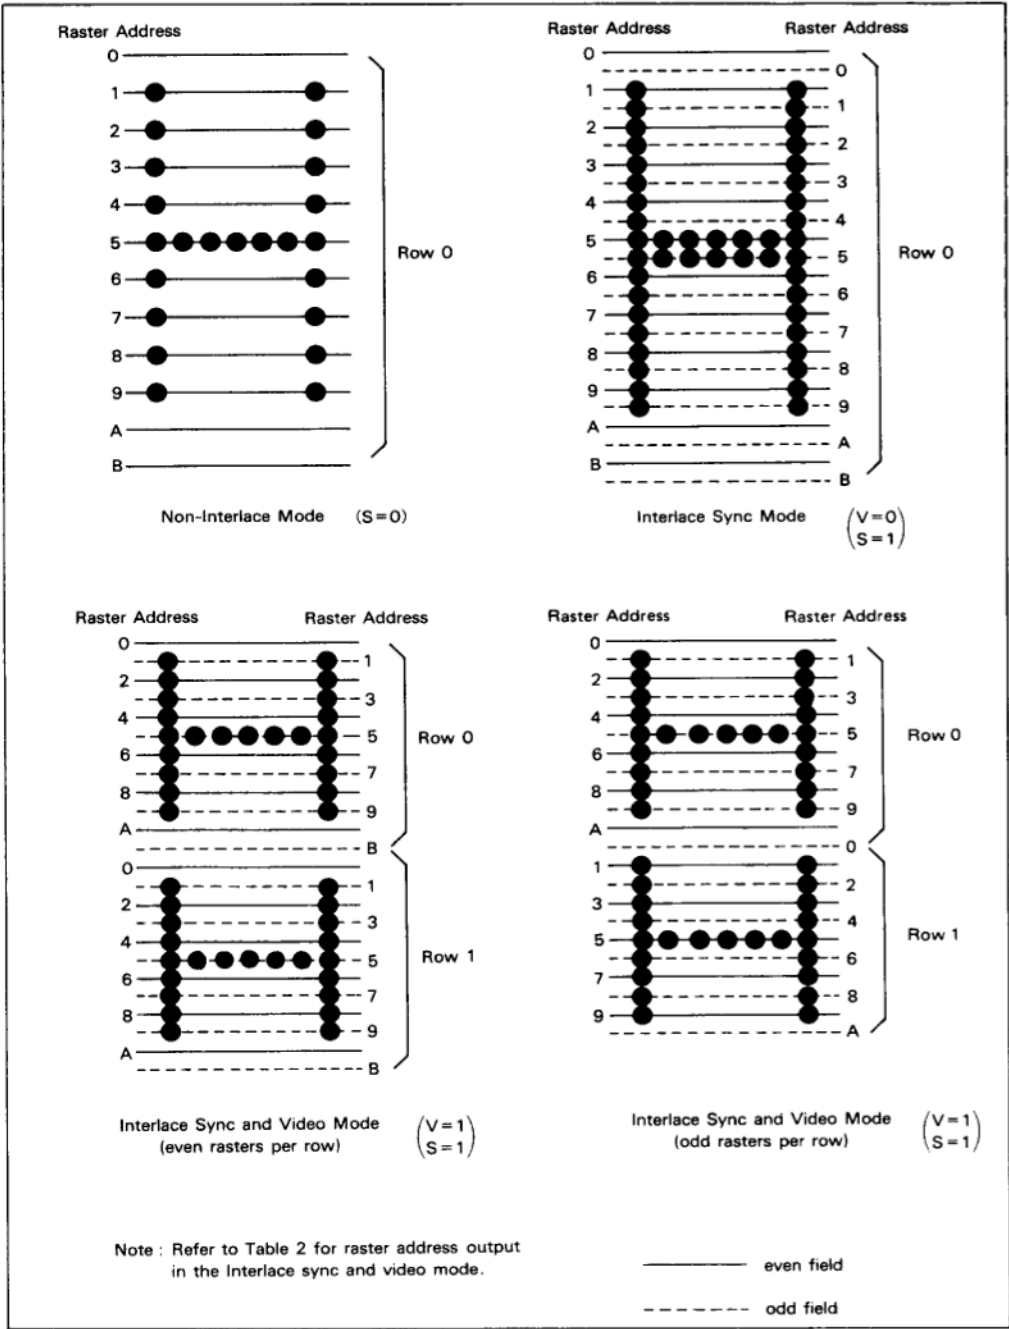 Raster Address
0
1
2
3
4
5
6
7
8
9
A
B
Row 0
Non-Interlace Mode (S=0)
Raster Address Raster Address
0
0
1
1
2
2
3
3
4
4
5
5
6
6
7
7
8
8
9
9
A
A
B
B
Row 0
Interlace Sync Mode (V=0 S=1)
Raster Address Raster Address
0
1
2
3
4
5
6
7
8
9
A
B
Row 0
0
1
2
3
4
5
6
7
8
9
A
B
Row 1
Interlace Sync and Video Mode (V=1 S=1)
(even rasters per row)
Raster Address Raster Address
0
1
2
3
4
5
6
7
8
9
A
Row 0
0
1
2
3
4
5
6
7
8
9
A
Row 1
Interlace Sync and Video Mode (V=1 S=1)
(odd rasters per row)
Note : Refer to Table 2 for raster address output
in the Interlace sync and video mode.
even field
odd field